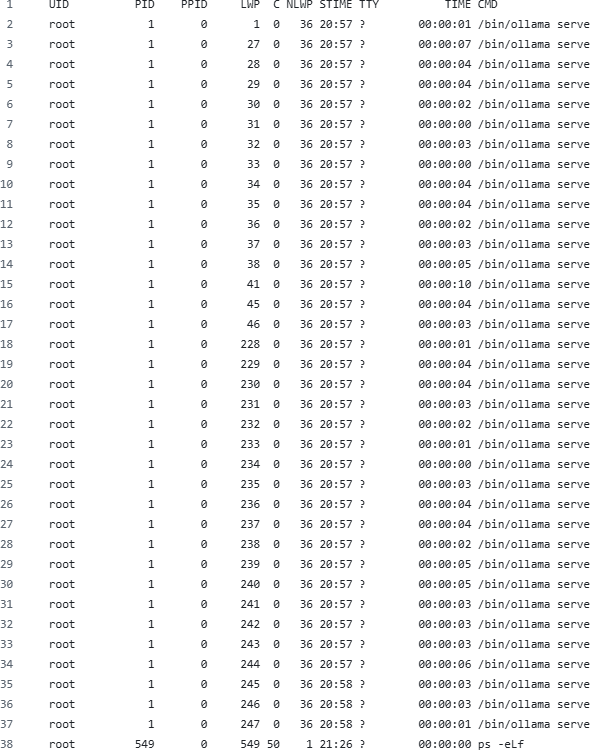 1 UID PID PPID LWP C NLWP STIME TTY TIME CMD
2 root 1 0 1 0 36 20:57 ? 00:00:01 /bin/ollama serve
3 root 1 0 27 0 36 20:57 ? 00:00:07 /bin/ollama serve
4 root 1 0 28 0 36 20:57 ? 00:00:04 /bin/ollama serve
5 root 1 0 29 0 36 20:57 ? 00:00:04 /bin/ollama serve
6 root 1 0 30 0 36 20:57 ? 00:00:02 /bin/ollama serve
7 root 1 0 31 0 36 20:57 ? 00:00:00 /bin/ollama serve
8 root 1 0 32 0 36 20:57 ? 00:00:03 /bin/ollama serve
9 root 1 0 33 0 36 20:57 ? 00:00:00 /bin/ollama serve
10 root 1 0 34 0 36 20:57 ? 00:00:04 /bin/ollama serve
11 root 1 0 35 0 36 20:57 ? 00:00:04 /bin/ollama serve
12 root 1 0 36 0 36 20:57 ? 00:00:02 /bin/ollama serve
13 root 1 0 37 0 36 20:57 ? 00:00:03 /bin/ollama serve
14 root 1 0 38 0 36 20:57 ? 00:00:05 /bin/ollama serve
15 root 1 0 41 0 36 20:57 ? 00:00:10 /bin/ollama serve
16 root 1 0 45 0 36 20:57 ? 00:00:04 /bin/ollama serve
17 root 1 0 46 0 36 20:57 ? 00:00:03 /bin/ollama serve
18 root 1 0 228 0 36 20:57 ? 00:00:01 /bin/ollama serve
19 root 1 0 229 0 36 20:57 ? 00:00:04 /bin/ollama serve
20 root 1 0 230 0 36 20:57 ? 00:00:04 /bin/ollama serve
21 root 1 0 231 0 36 20:57 ? 00:00:03 /bin/ollama serve
22 root 1 0 232 0 36 20:57 ? 00:00:02 /bin/ollama serve
23 root 1 0 233 0 36 20:57 ? 00:00:01 /bin/ollama serve
24 root 1 0 234 0 36 20:57 ? 00:00:00 /bin/ollama serve
25 root 1 0 235 0 36 20:57 ? 00:00:03 /bin/ollama serve
26 root 1 0 236 0 36 20:57 ? 00:00:04 /bin/ollama serve
27 root 1 0 237 0 36 20:57 ? 00:00:04 /bin/ollama serve
28 root 1 0 238 0 36 20:57 ? 00:00:02 /bin/ollama serve
29 root 1 0 239 0 36 20:57 ? 00:00:05 /bin/ollama serve
30 root 1 0 240 0 36 20:57 ? 00:00:05 /bin/ollama serve
31 root 1 0 241 0 36 20:57 ? 00:00:03 /bin/ollama serve
32 root 1 0 242 0 36 20:57 ? 00:00:03 /bin/ollama serve
33 root 1 0 243 0 36 20:57 ? 00:00:03 /bin/ollama serve
34 root 1 0 244 0 36 20:57 ? 00:00:06 /bin/ollama serve
35 root 1 0 245 0 36 20:58 ? 00:00:03 /bin/ollama serve
36 root 1 0 246 0 36 20:58 ? 00:00:03 /bin/ollama serve
37 root 1 0 247 0 36 20:58 ? 00:00:01 /bin/ollama serve
38 root 549 0 549 50 1 21:26 ? 00:00:00 ps -eLf